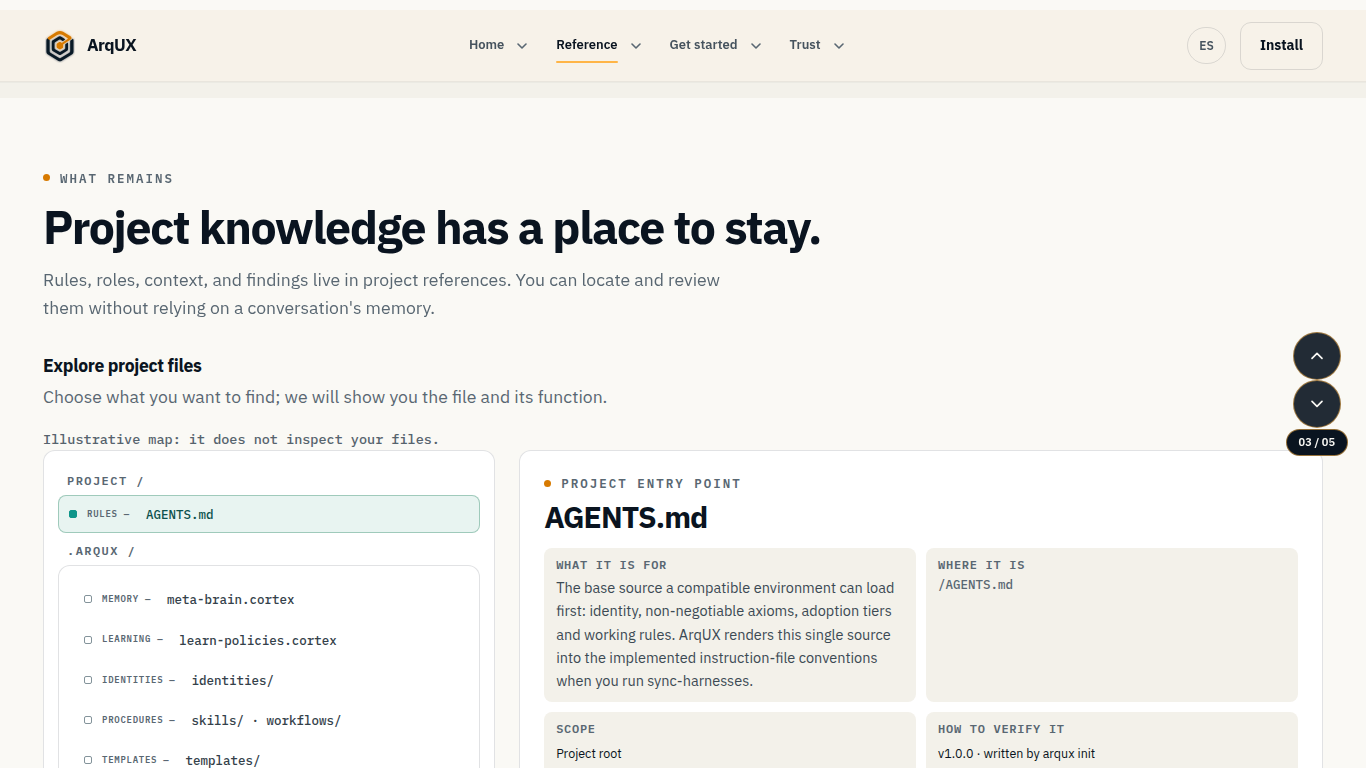 ArqUX
Home
Reference
Get started
Trust
ES
Install
WHAT REMAINS
Project knowledge has a place to stay.
Rules, roles, context, and findings live in project references. You can locate and review
them without relying on a conversation's memory.
Explore project files
Choose what you want to find; we will show you the file and its function.
Illustrative map: it does not inspect your files.
03 / 05
PROJECT /
RULES — AGENTS.md
.ARQUX /
MEMORY — meta-brain.cortex
LEARNING — learn-policies.cortex
IDENTITIES — identities/
PROCEDURES — skills/ · workflows/
TEMPLATES — templates/
PROJECT ENTRY POINT
AGENTS.md
WHAT IT IS FOR
The base source a compatible environment can load
first: identity, non-negotiable axioms, adoption tiers
and working rules. ArqUX renders this single source
into the implemented instruction-file conventions
when you run sync-harnesses.
WHERE IT IS
/AGENTS.md
SCOPE
Project root
HOW TO VERIFY IT
v1.0.0 · written by arqux init